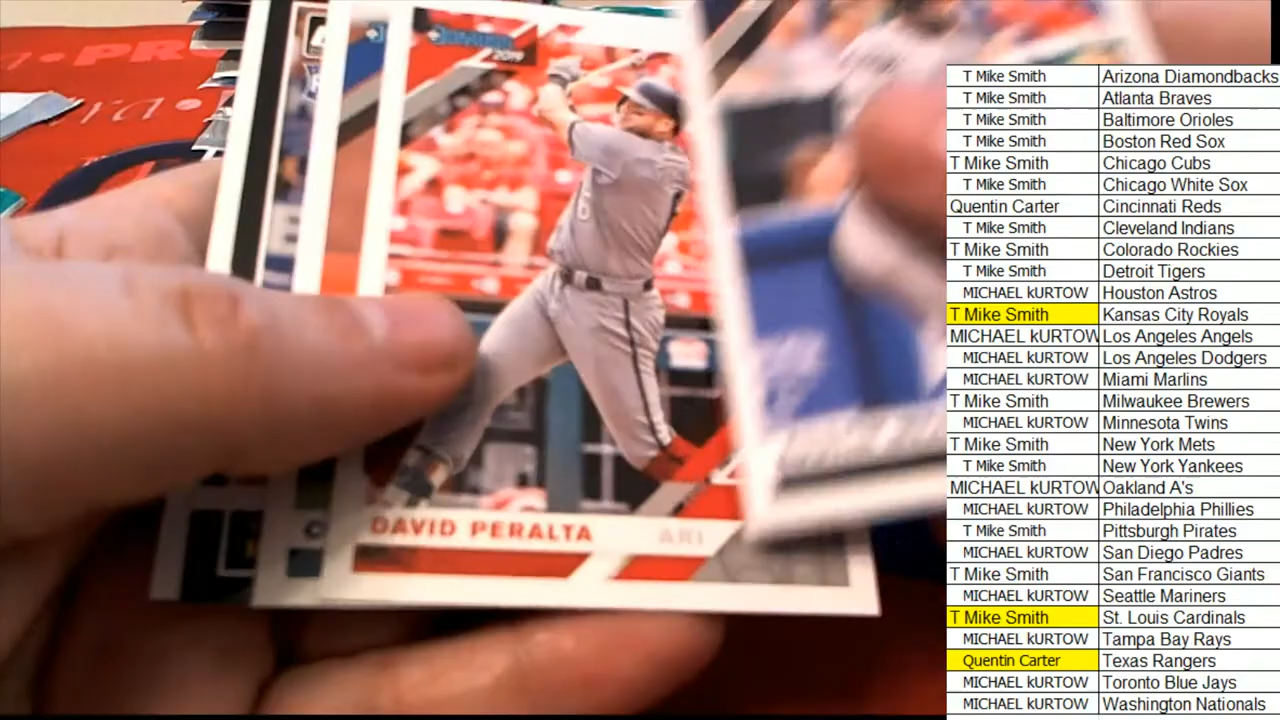 PR
DONRUSS
2019
6
DAVID PERALTA ARI
T Mike Smith Arizona Diamondbacks
T Mike Smith Atlanta Braves
T Mike Smith Baltimore Orioles
T Mike Smith Boston Red Sox
T Mike Smith Chicago Cubs
T Mike Smith Chicago White Sox
Quentin Carter Cincinnati Reds
T Mike Smith Cleveland Indians
T Mike Smith Colorado Rockies
T Mike Smith Detroit Tigers
MICHAEL kURTOW Houston Astros
T Mike Smith Kansas City Royals
MICHAEL kURTOW Los Angeles Angels
MICHAEL kURTOW Los Angeles Dodgers
MICHAEL kURTOW Miami Marlins
T Mike Smith Milwaukee Brewers
MICHAEL kURTOW Minnesota Twins
T Mike Smith New York Mets
T Mike Smith New York Yankees
MICHAEL kURTOW Oakland A's
MICHAEL kURTOW Philadelphia Phillies
T Mike Smith Pittsburgh Pirates
MICHAEL kURTOW San Diego Padres
T Mike Smith San Francisco Giants
MICHAEL kURTOW Seattle Mariners
T Mike Smith St. Louis Cardinals
MICHAEL kURTOW Tampa Bay Rays
Quentin Carter Texas Rangers
MICHAEL kURTOW Toronto Blue Jays
MICHAEL kURTOW Washington Nationals